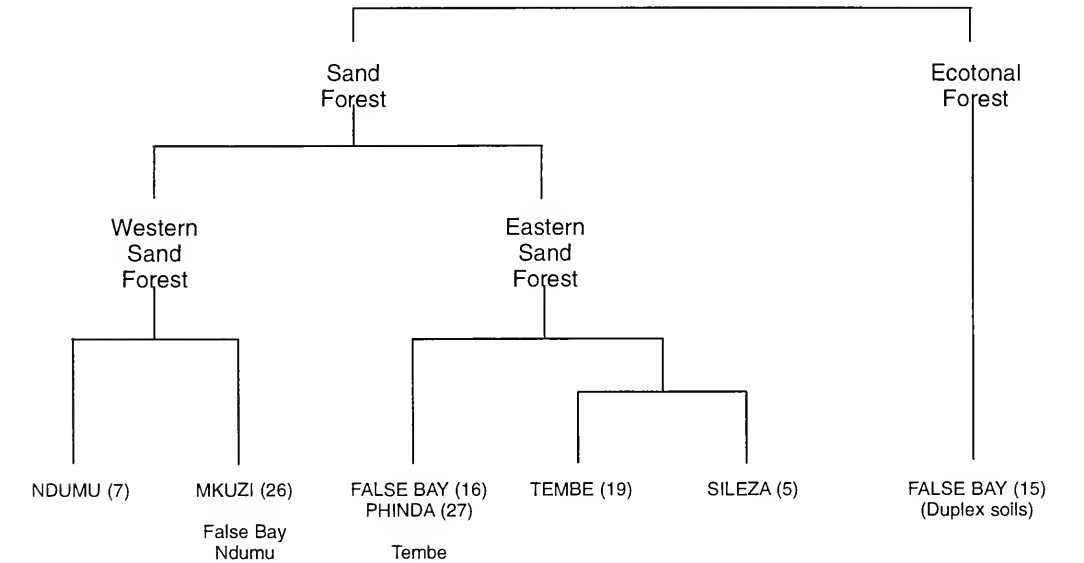 Sand
Forest
Ecotonal
Forest
Western
Sand
Forest
Eastern
Sand
Forest
NDUMU (7)
MKUZI (26)
False Bay
Ndumu
FALSE BAY (16)
PHINDA (27)
Tembe
TEMBE (19)
SILEZA (5)
FALSE BAY (15)
(Duplex soils)